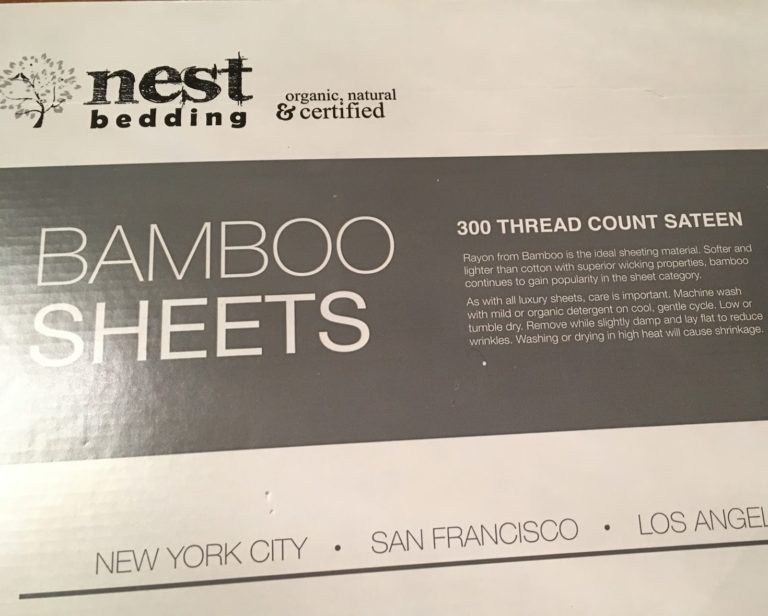 nest
bedding
organic, natural
& certified
BAMBOO
SHEETS
300 THREAD COUNT SATEEN
Rayon from Bamboo is the ideal sheeting material. Softer and
lighter than cotton with superior wicking properties, bamboo
continues to gain popularity in the sheet category.
As with all luxury sheets, care is important. Machine wash
with mild or organic detergent on cool, gentle cycle. Low or
tumble dry. Remove while slightly damp and lay flat to reduce
wrinkles. Washing or drying in high heat will cause shrinkage.
NEW YORK CITY • SAN FRANCISCO • LOS ANGEL